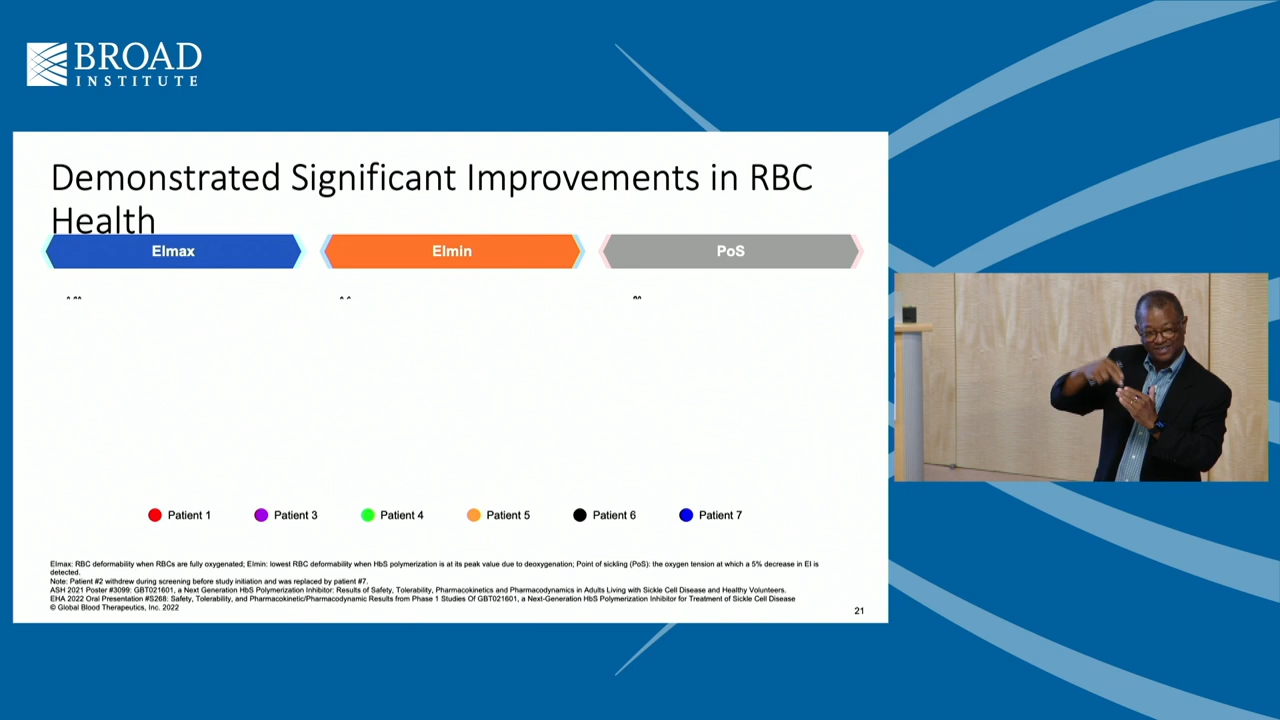 BROAD
INSTITUTE
Demonstrated Significant Improvements in RBC
Health
EImax
EImin
PoS
Patient 1
Patient 3
Patient 4
Patient 5
Patient 6
Patient 7
EImax: RBC deformability when RBCs are fully oxygenated; EImin: lowest RBC deformability when HbS polymerization is at its peak value due to deoxygenation; Point of sickling (PoS): the oxygen tension at which a 5% decrease in EI is
detected.
Note: Patient #2 withdrew during screening before study initiation and was replaced by patient #7.
ASH 2021 Poster #3099: GBT021601, a Next Generation HbS Polymerization Inhibitor: Results of Safety, Tolerability, Pharmacokinetics and Pharmacodynamics in Adults Living with Sickle Cell Disease and Healthy Volunteers.
EHA 2022 Oral Presentation #S268: Safety, Tolerability, and Pharmacokinetic/Pharmacodynamic Results from Phase 1 Studies Of GBT021601, a Next-Generation HbS Polymerization Inhibitor for Treatment of Sickle Cell Disease
© Global Blood Therapeutics, Inc. 2022
21